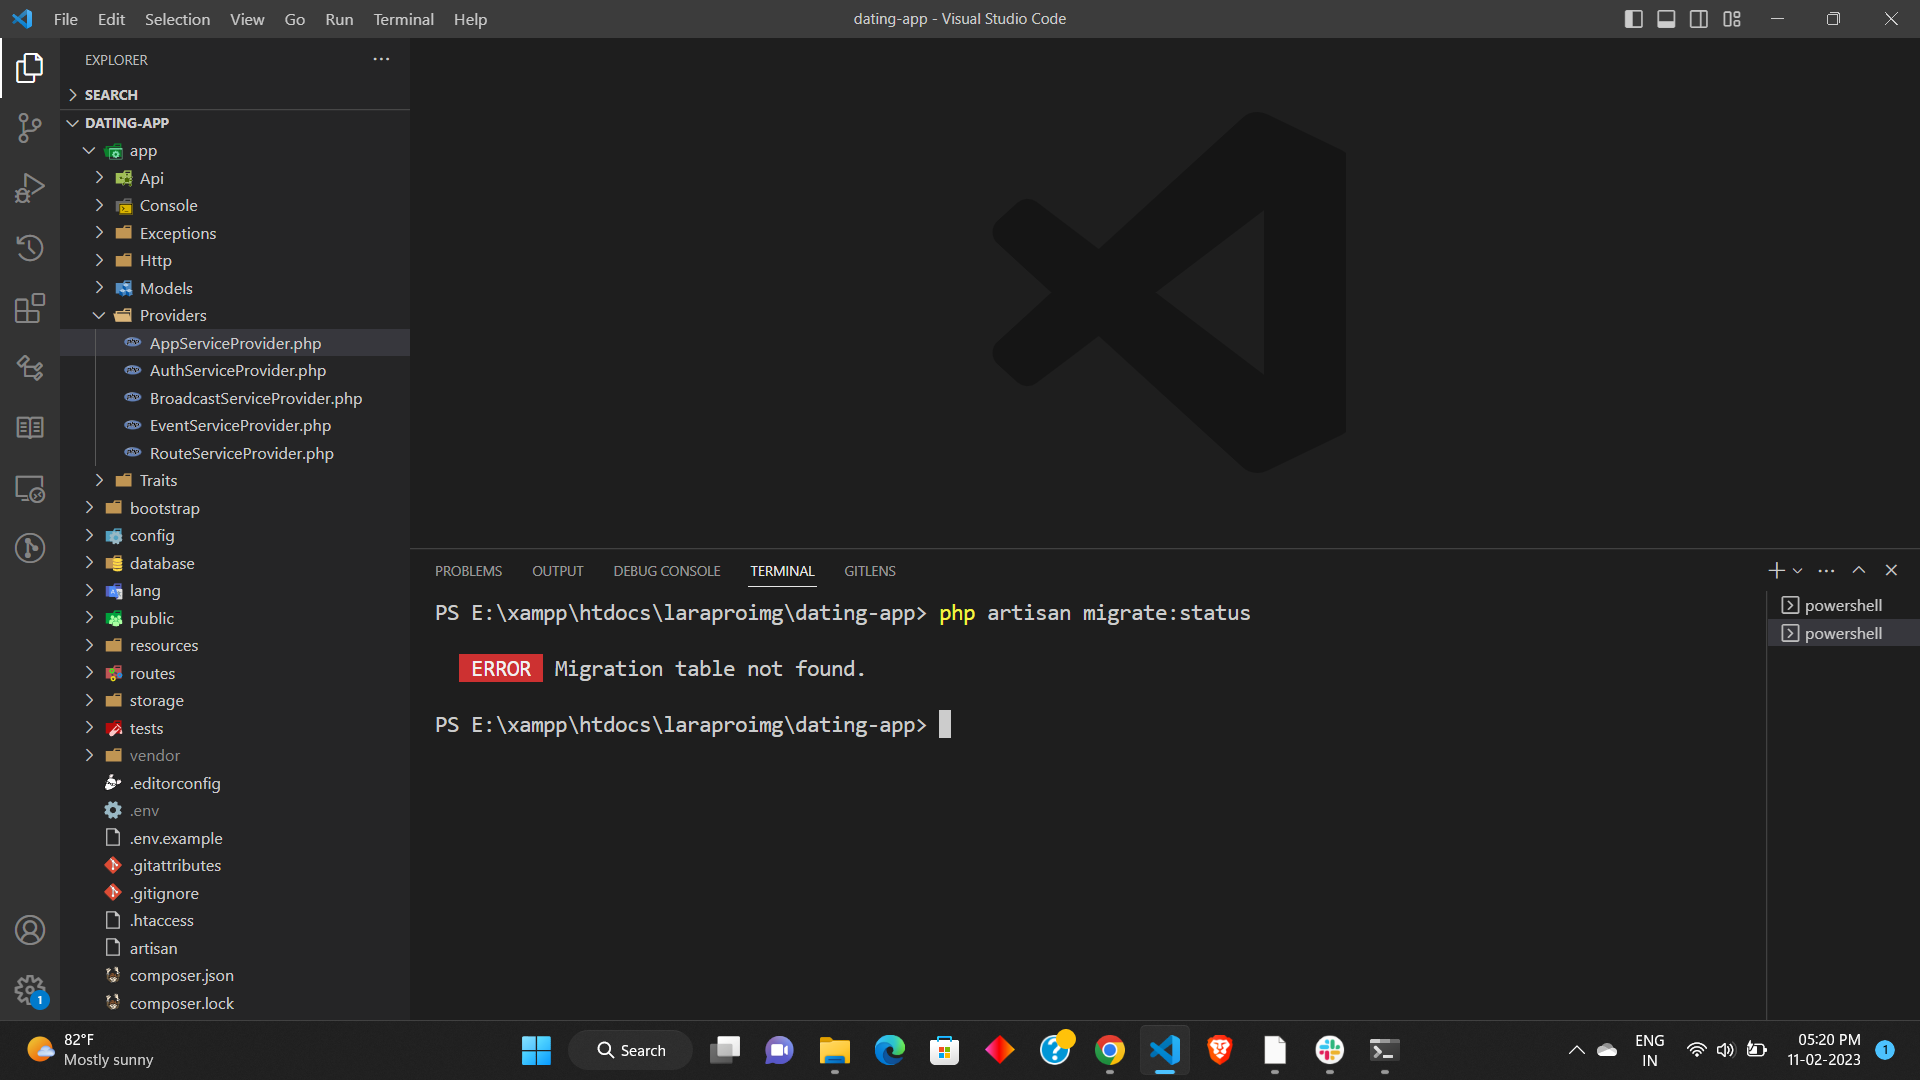 File Edit Selection View Go Run Terminal Help
dating-app - Visual Studio Code
EXPLORER
SEARCH
DATING-APP
app
Api
Console
Exceptions
Http
Models
Providers
AppServiceProvider.php
AuthServiceProvider.php
BroadcastServiceProvider.php
EventServiceProvider.php
RouteServiceProvider.php
Traits
bootstrap
config
database
lang
public
resources
routes
storage
tests
vendor
.editorconfig
.env
.env.example
.gitattributes
.gitignore
.htaccess
artisan
composer.json
composer.lock
1
PROBLEMS OUTPUT DEBUG CONSOLE TERMINAL GITLENS
PS E:\xampp\htdocs\laraproimg\dating-app> php artisan migrate:status
ERROR Migration table not found.
PS E:\xampp\htdocs\laraproimg\dating-app>
powershell
powershell
82°F
Mostly sunny
Search
ENG
IN
05:20 PM
11-02-2023
1